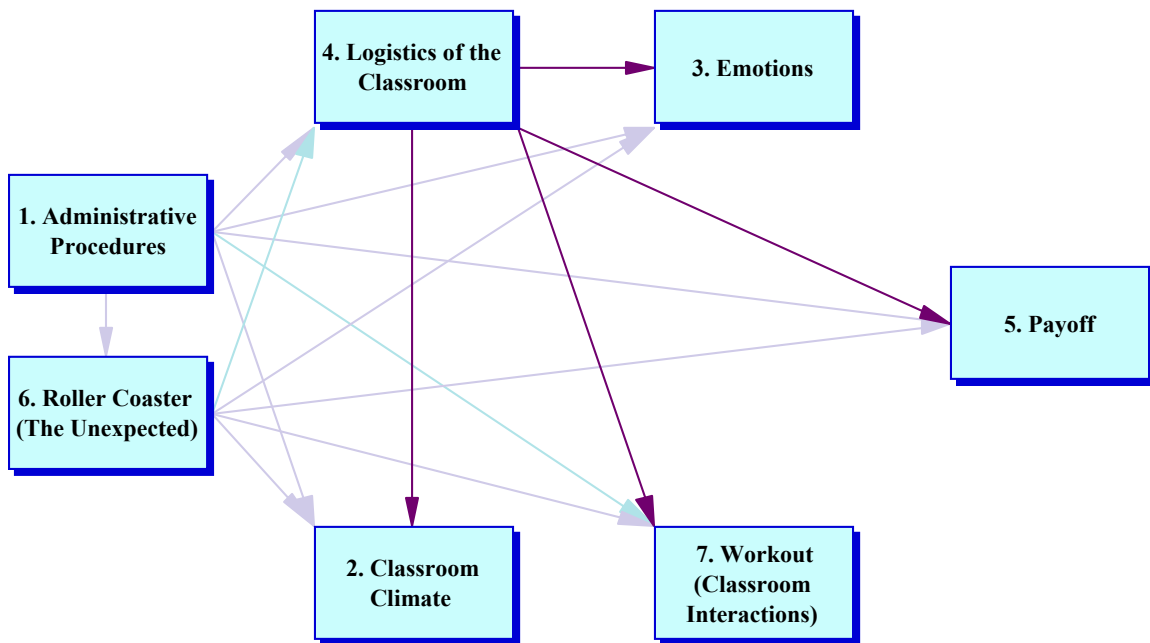 4. Logistics of the
Classroom
3. Emotions
1. Administrative
Procedures
5. Payoff
6. Roller Coaster
(The Unexpected)
2. Classroom
Climate
7. Workout
(Classroom
Interactions)